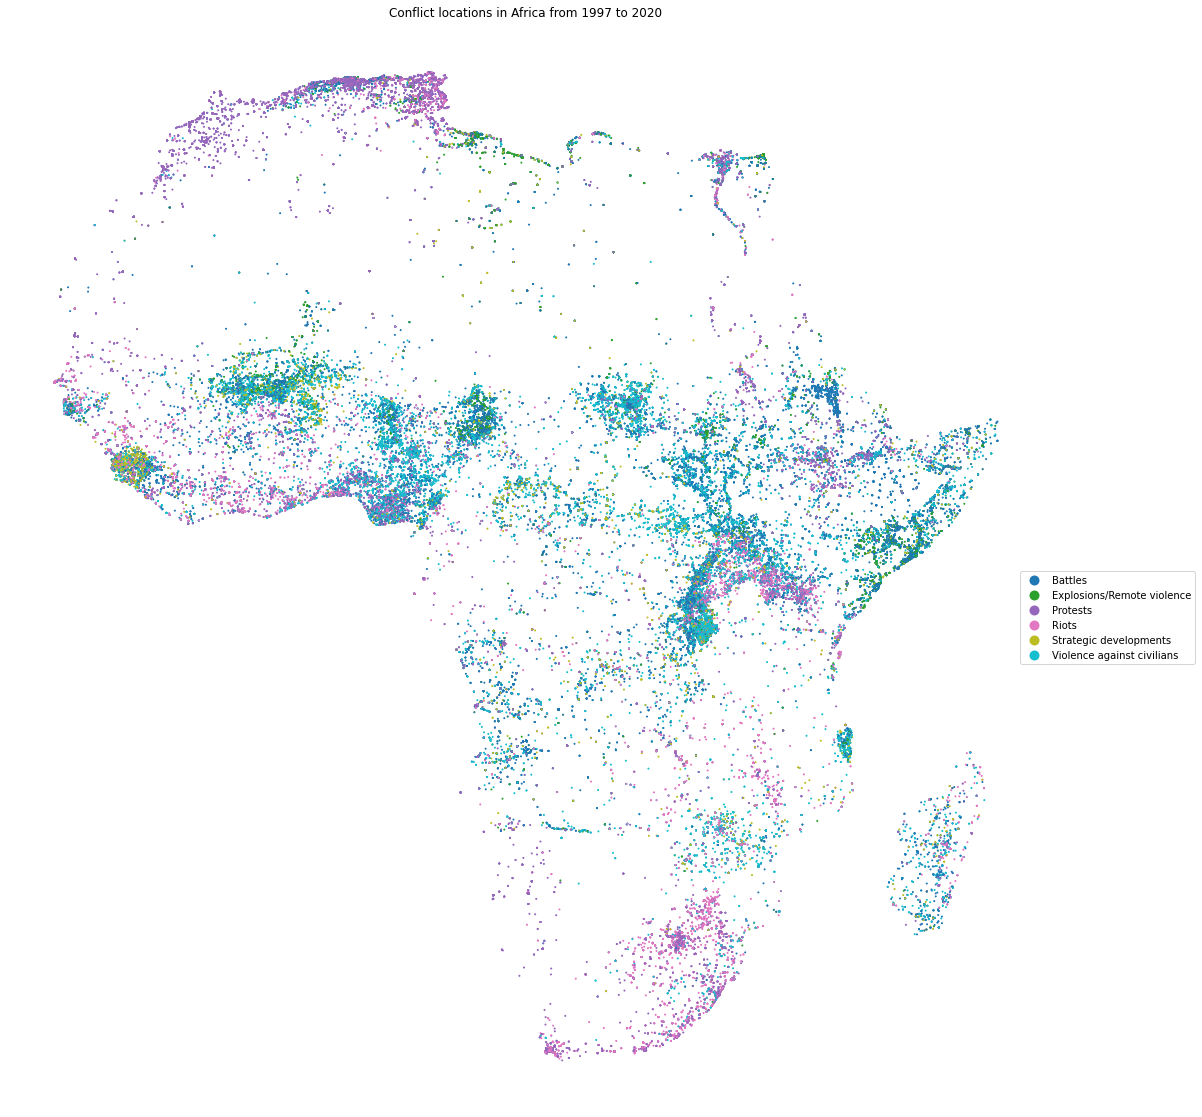 Conflict locations in Africa from 1997 to 2020
Battles
Explosions/Remote violence
Protests
Riots
Strategic developments
Violence against civilians